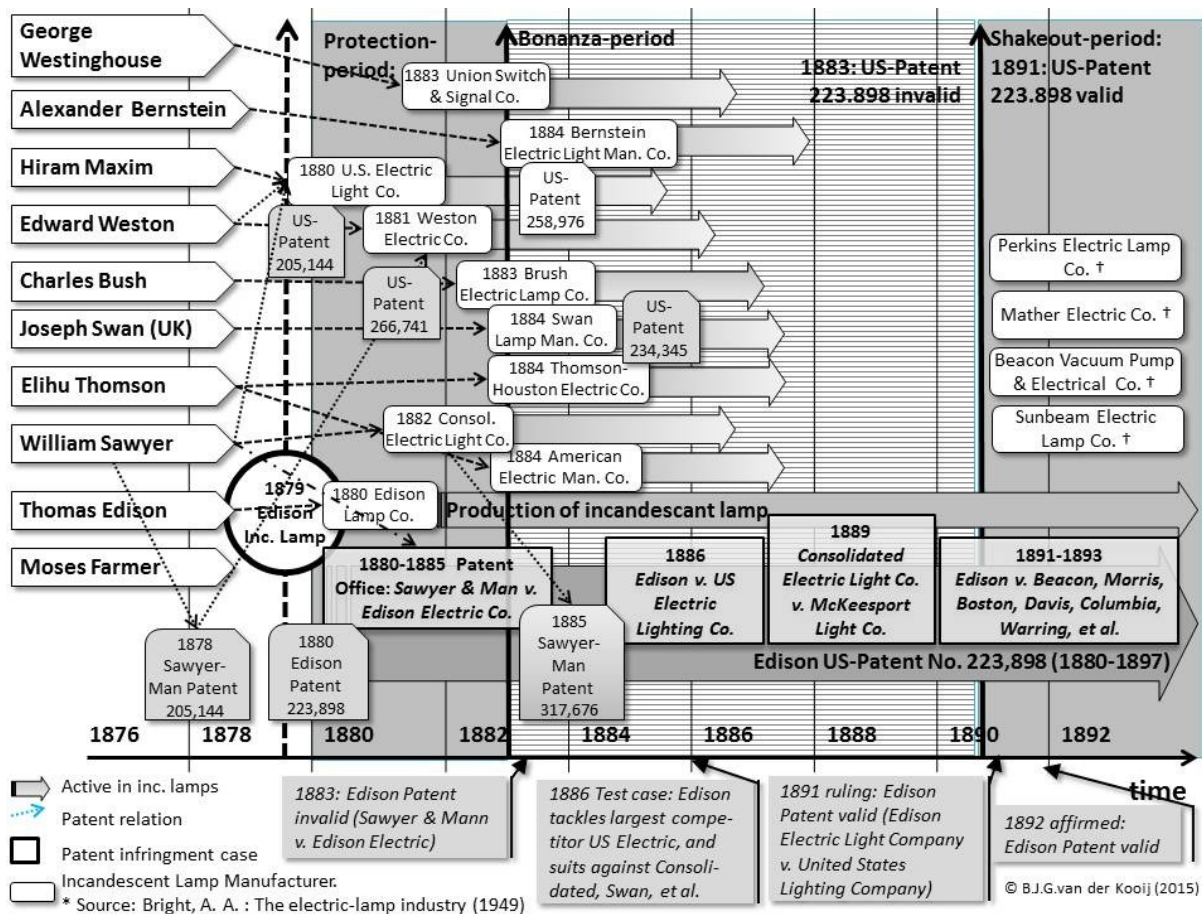 George
Westinghouse
Alexander Bernstein
Hiram Maxim
Edward Weston
Charles Bush
Joseph Swan (UK)
Elihu Thomson
William Sawyer
Thomas Edison
Moses Farmer
Protection-
period:
Bonanza-period
1883: US-Patent
223.898 invalid
Shakeout-period:
1891: US-Patent
223.898 valid
1883 Union Switch
& Signal Co.
1884 Bernstein
Electric Light Man. Co.
1880 U.S. Electric
Light Co.
US-
Patent
258,976
US-
Patent
205,144
1881 Weston
Electric Co.
US-
Patent
266,741
1883 Brush
Electric Lamp Co.
1884 Swan
Lamp Man. Co.
US-
Patent
234,345
1884 Thomson-
Houston Electric Co.
1882 Consol.
Electric Light Co.
1884 American
Electric Man. Co.
Perkins Electric Lamp
Co. †
Mather Electric Co. †
Beacon Vacuum Pump
& Electrical Co. †
Sunbeam Electric
Lamp Co. †
1879
Edison
Inc. Lamp
1880 Edison
Lamp Co.
Production of incandescant lamp
1880-1885 Patent
Office: Sawyer & Man v.
Edison Electric Co.
1886
Edison v. US
Electric
Lighting Co.
1889
Consolidated
Electric Light Co.
v. McKeesport
Light Co.
1891-1893
Edison v. Beacon, Morris,
Boston, Davis, Columbia,
Warring, et al.
Edison US-Patent No. 223,898 (1880-1897)
1878
Sawyer-
Man Patent
205,144
1880
Edison
Patent
223,898
1885
Sawyer-
Man
Patent
317,676
1876 1878 1880 1882 1884 1886 1888 1890 1892
time
Active in inc. lamps
Patent relation
Patent infringment case
Incandescent Lamp Manufacturer.
* Source: Bright, A. A. : The electric-lamp industry (1949)
1883: Edison Patent
invalid (Sawyer & Mann
v. Edison Electric)
1886 Test case: Edison
tackles largest compe-
titor US Electric, and
suits against Consoli-
dated, Swan, et al.
1891 ruling: Edison
Patent valid (Edison
Electric Light Company
v. United States
Lighting Company)
1892 affirmed:
Edison Patent valid
© B.J.G.van der Kooij (2015)